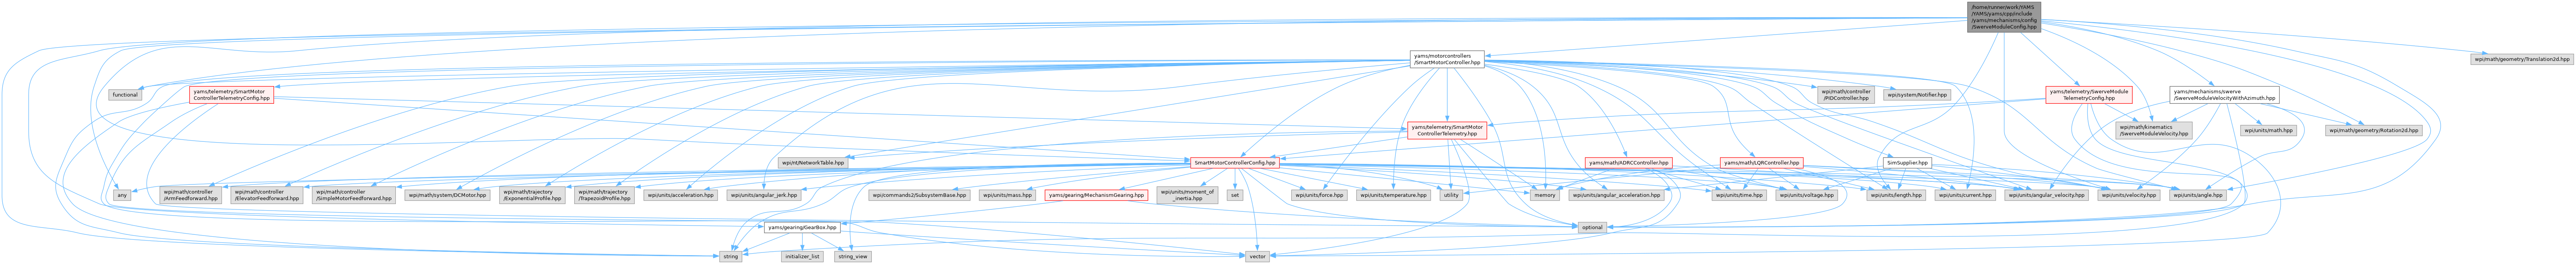 /home/runner/work/YAMS
/YAMS/yams/cpp/include
/yams/mechanisms/config
/SwerveModuleConfig.hpp
yams/motorcontrollers
/SmartMotorController.hpp
wpi/math/geometry/Translation2d.hpp
functional
yams/telemetry/SmartMotor
ControllerTelemetryConfig.hpp
wpi/math/controller
/PIDController.hpp
wpi/system/Notifier.hpp
yams/telemetry/SwerveModule
TelemetryConfig.hpp
yams/mechanisms/swerve
/SwerveModuleVelocityWithAzimuth.hpp
yams/telemetry/SmartMotor
ControllerTelemetry.hpp
wpi/math/kinematics
/SwerveModuleVelocity.hpp
wpi/units/math.hpp
wpi/math/geometry/Rotation2d.hpp
wpi/nt/NetworkTable.hpp
SmartMotorControllerConfig.hpp
yams/math/ADRCController.hpp
yams/math/LQRController.hpp
SimSupplier.hpp
any
wpi/math/controller
/ArmFeedforward.hpp
wpi/math/controller
/ElevatorFeedforward.hpp
wpi/math/controller
/SimpleMotorFeedforward.hpp
wpi/math/system/DCMotor.hpp
wpi/math/trajectory
/ExponentialProfile.hpp
wpi/math/trajectory
/TrapezoidProfile.hpp
wpi/units/acceleration.hpp
wpi/units/angular_jerk.hpp
wpi/commands2/SubsystemBase.hpp
wpi/units/mass.hpp
yams/gearing/MechanismGearing.hpp
wpi/units/moment_of
_inertia.hpp
set
wpi/units/force.hpp
wpi/units/temperature.hpp
utility
memory
wpi/units/angular_acceleration.hpp
wpi/units/time.hpp
wpi/units/voltage.hpp
wpi/units/length.hpp
wpi/units/current.hpp
wpi/units/angular_velocity.hpp
wpi/units/velocity.hpp
wpi/units/angle.hpp
yams/gearing/GearBox.hpp
optional
string
initializer_list
string_view
vector